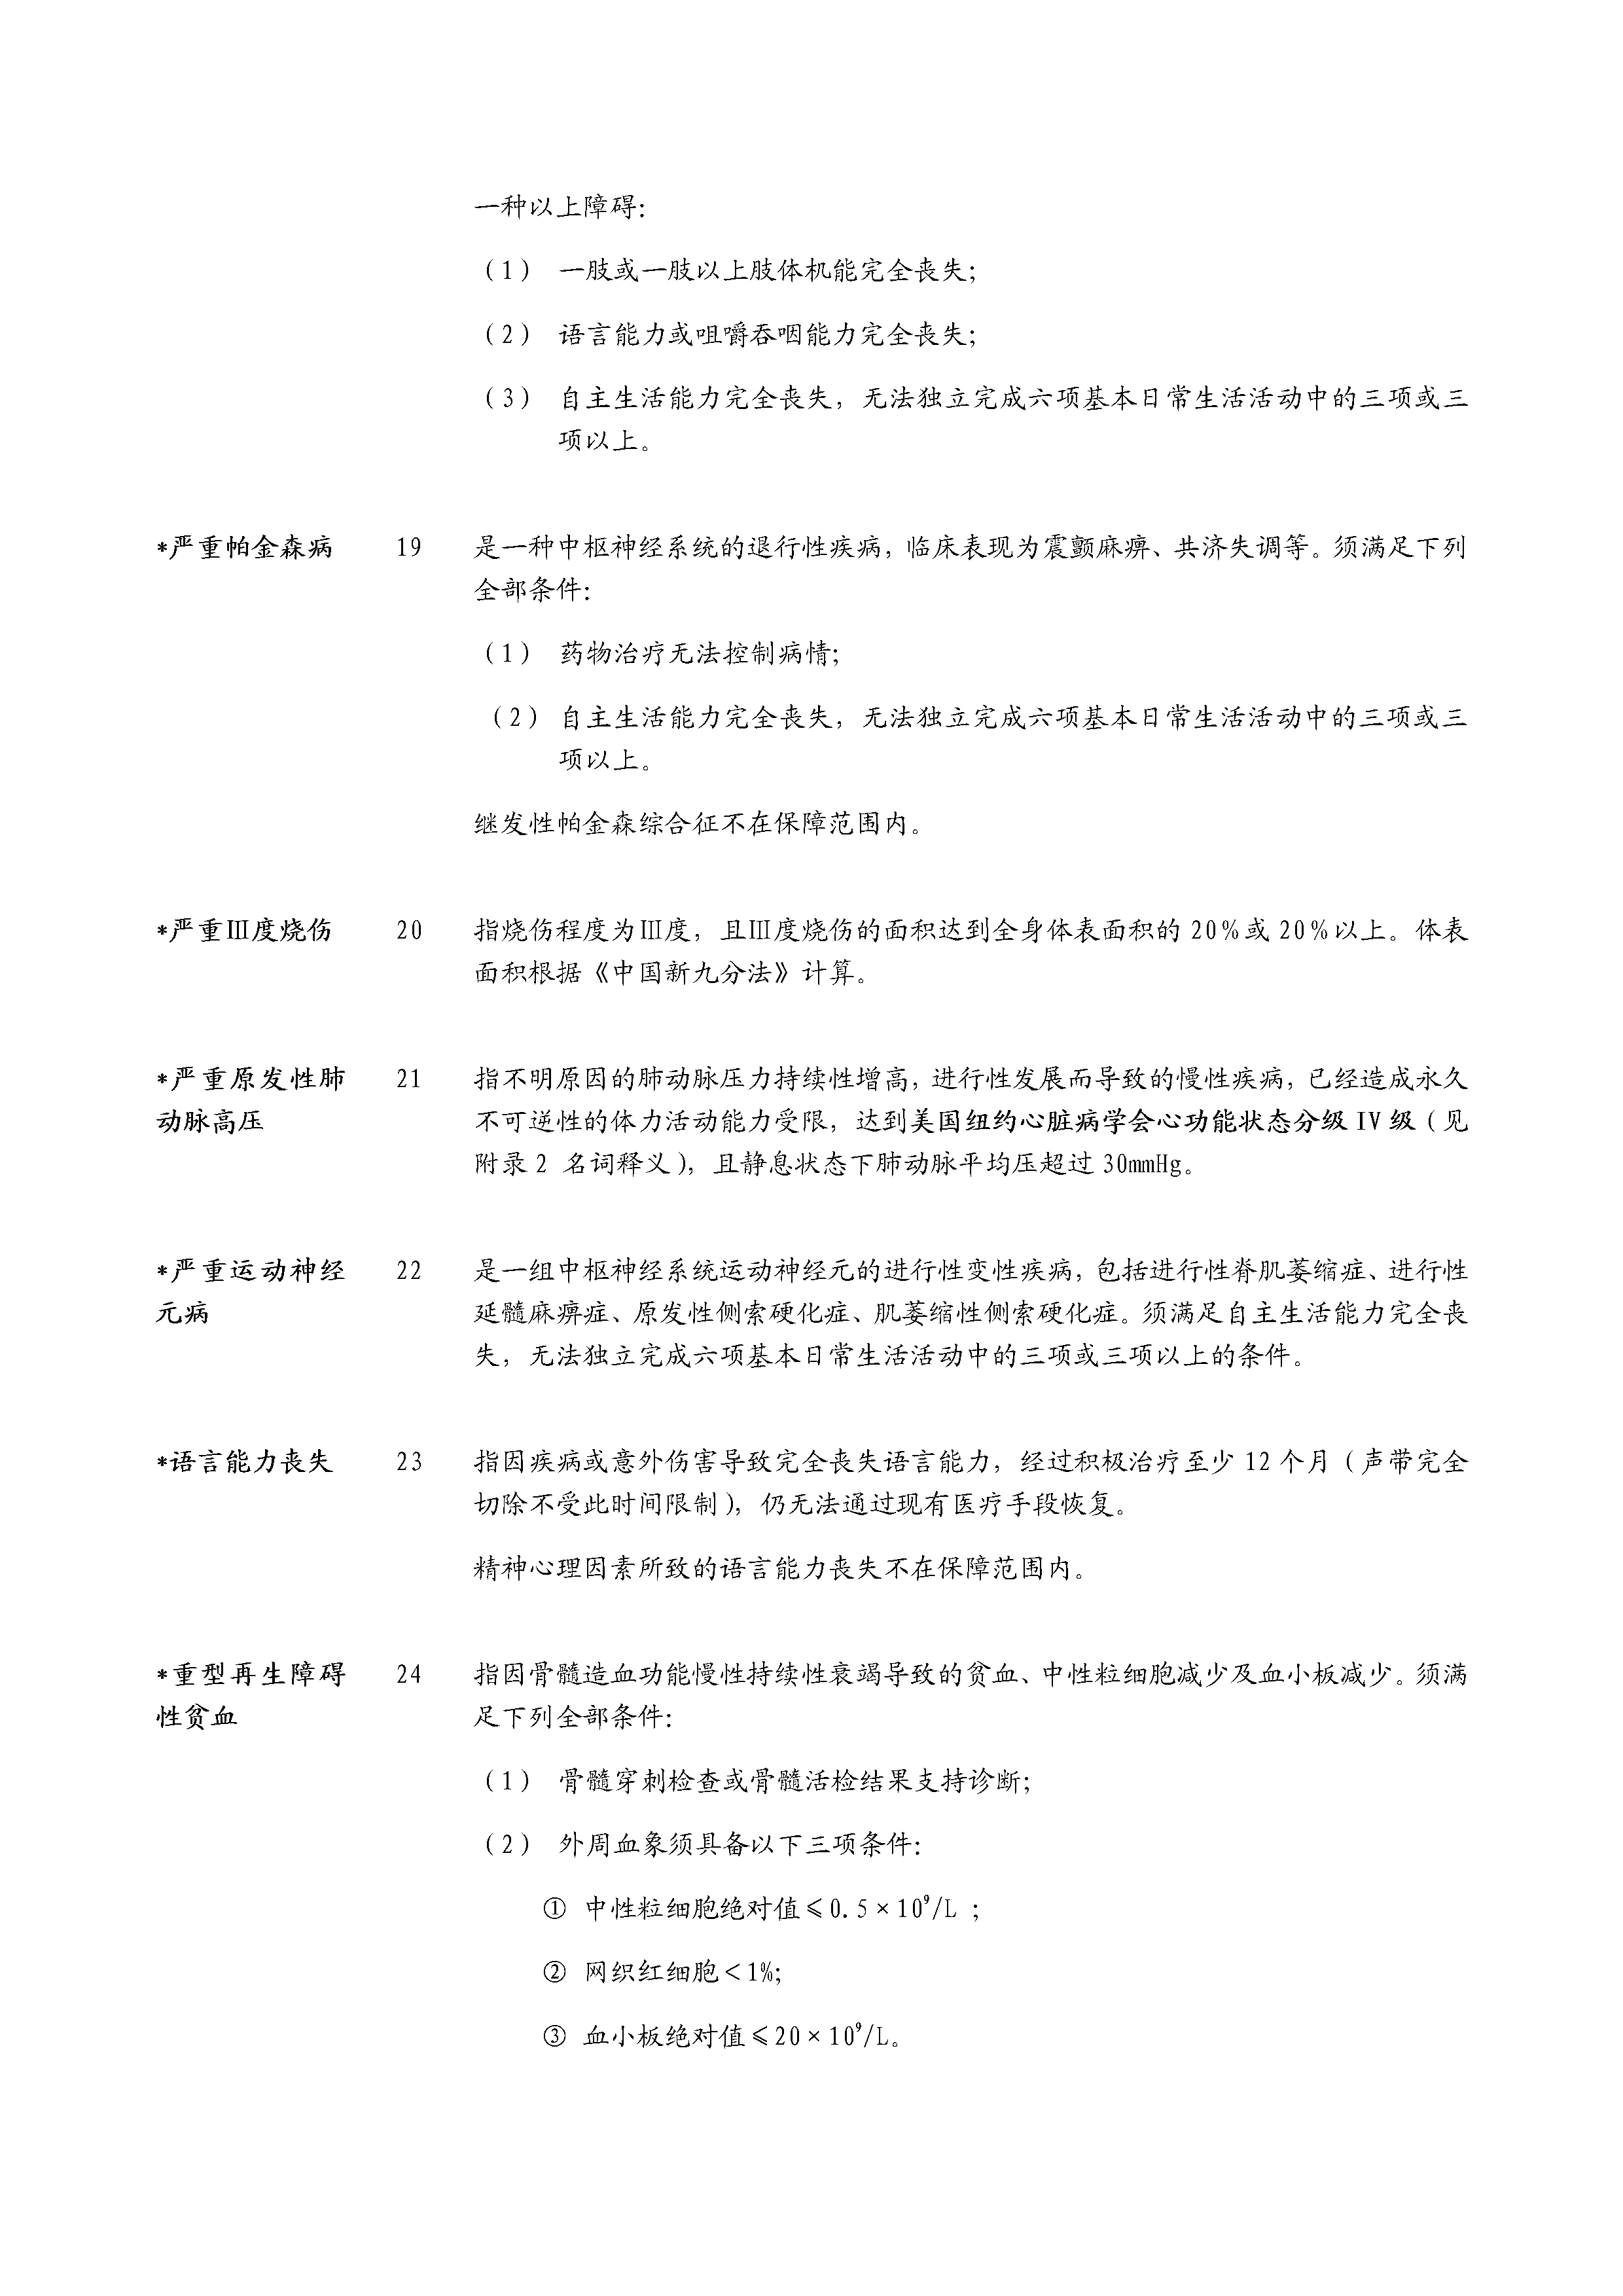 一种以上障碍：
（1） 一肢或一肢以上肢体机能完全丧失；
（2） 语言能力或咀嚼吞咽能力完全丧失；
（3） 自主生活能力完全丧失，无法独立完成六项基本日常生活活动中的三项或三
项以上。
*严重帕金森病 19 是一种中枢神经系统的退行性疾病，临床表现为震颤麻痹、共济失调等。须满足下列
全部条件：
（1） 药物治疗无法控制病情；
（2） 自主生活能力完全丧失，无法独立完成六项基本日常生活活动中的三项或三
项以上。
继发性帕金森综合征不在保障范围内。
*严重Ⅲ度烧伤 20 指烧伤程度为Ⅲ度，且Ⅲ度烧伤的面积达到全身体表面积的 20%或 20%以上。体表
面积根据《中国新九分法》计算。
*严重原发性肺 21 指不明原因的肺动脉压力持续性增高，进行性发展而导致的慢性疾病，已经造成永久
动脉高压 不可逆性的体力活动能力受限，达到美国纽约心脏病学会心功能状态分级 IV 级（见
附录 2 名词释义），且静息状态下肺动脉平均压超过 30mmHg。
*严重运动神经 22 是一组中枢神经系统运动神经元的进行性变性疾病，包括进行性脊肌萎缩症、进行性
元病 延髓麻痹症、原发性侧索硬化症、肌萎缩性侧索硬化症。须满足自主生活能力完全丧
失，无法独立完成六项基本日常生活活动中的三项或三项以上的条件。
*语言能力丧失 23 指因疾病或意外伤害导致完全丧失语言能力，经过积极治疗至少 12 个月（声带完全
切除不受此时间限制），仍无法通过现有医疗手段恢复。
精神心理因素所致的语言能力丧失不在保障范围内。
*重型再生障碍 24 指因骨髓造血功能慢性持续性衰竭导致的贫血、中性粒细胞减少及血小板减少。须满
性贫血 足下列全部条件：
（1） 骨髓穿刺检查或骨髓活检结果支持诊断；
（2） 外周血象须具备以下三项条件：
① 中性粒细胞绝对值≤0.5×10⁹/L ；
② 网织红细胞＜1%；
③ 血小板绝对值≤20×10⁹/L。